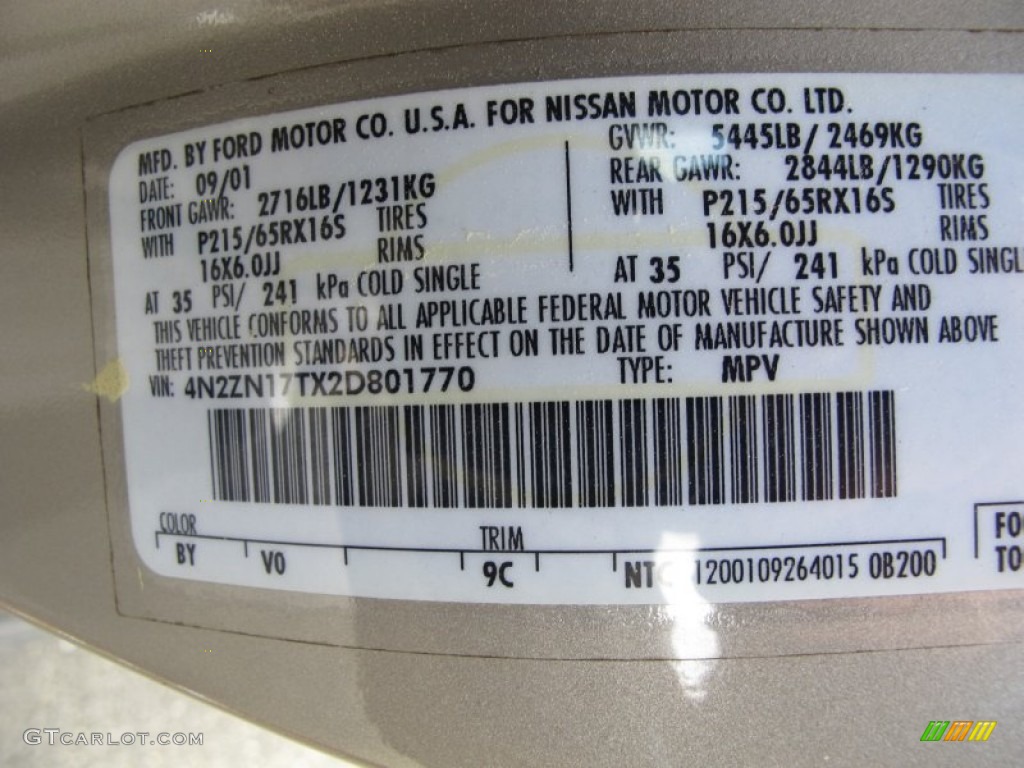 MFD. BY FORD MOTOR CO. U.S.A. FOR NISSAN MOTOR CO. LTD.
DATE: 09/01 GVWR: 5445LB/ 2469KG
FRONT GAWR: 2716LB/1231KG REAR GAWR: 2844LB/1290KG
WITH P215/65RX16S TIRES WITH P215/65RX16S TIRES
16X6.0JJ RIMS 16X6.0JJ RIMS
AT 35 PSI/ 241 kPa COLD SINGLE AT 35 PSI/ 241 kPa COLD SINGL
THIS VEHICLE CONFORMS TO ALL APPLICABLE FEDERAL MOTOR VEHICLE SAFETY AND
THEFT PREVENTION STANDARDS IN EFFECT ON THE DATE OF MANUFACTURE SHOWN ABOVE
VIN: 4N2ZN17TX2D801770 TYPE: MPV
COLOR TRIM
BY V0 9C NTC 1200109264015 0B200
FO
TO
GTCARLOT.COM